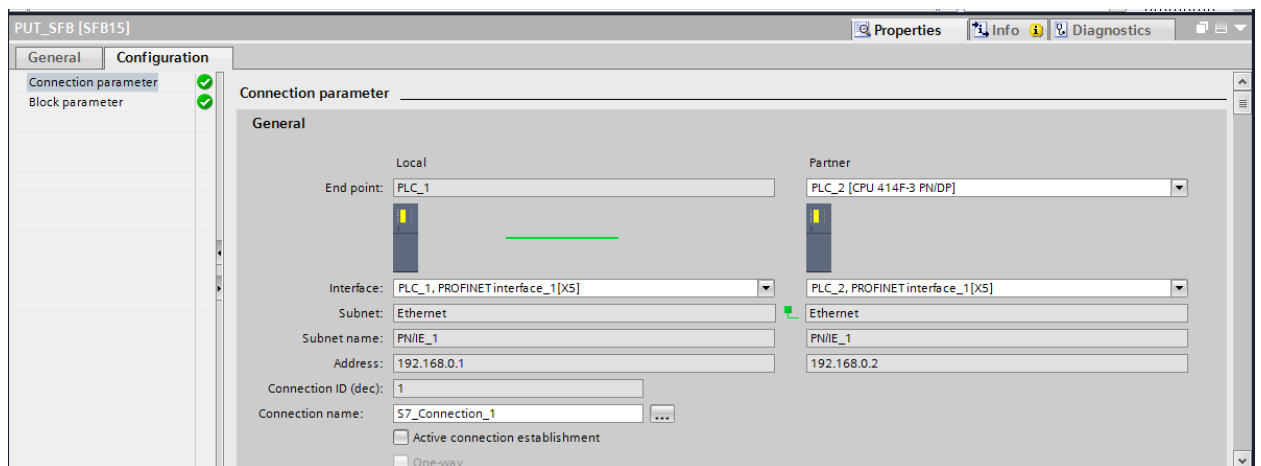 PUT_SFB [SFB15]
Properties
Info
Diagnostics
General
Configuration
Connection parameter
Block parameter
Connection parameter
General
Local
Partner
End point: PLC_1
PLC_2 [CPU 414F-3 PN/DP]
Interface: PLC_1, PROFINET interface_1[X5]
PLC_2, PROFINET interface_1[X5]
Subnet: Ethernet
Ethernet
Subnet name: PN/IE_1
PN/IE_1
Address: 192.168.0.1
192.168.0.2
Connection ID (dec): 1
Connection name: S7_Connection_1
...
Active connection establishment
One-way